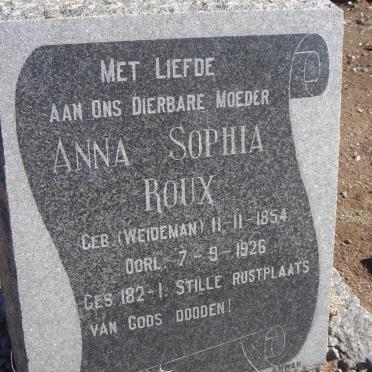 MET LIEFDE
AAN ONS DIERBARE MOEDER
ANNA SOPHIA
ROUX
GEB. (WEIDEMAN) 11-11-1854
OORL. 7-9-1926
GES. 182-1. STILLE RUSTPLAATS
VAN GODS DOODEN!